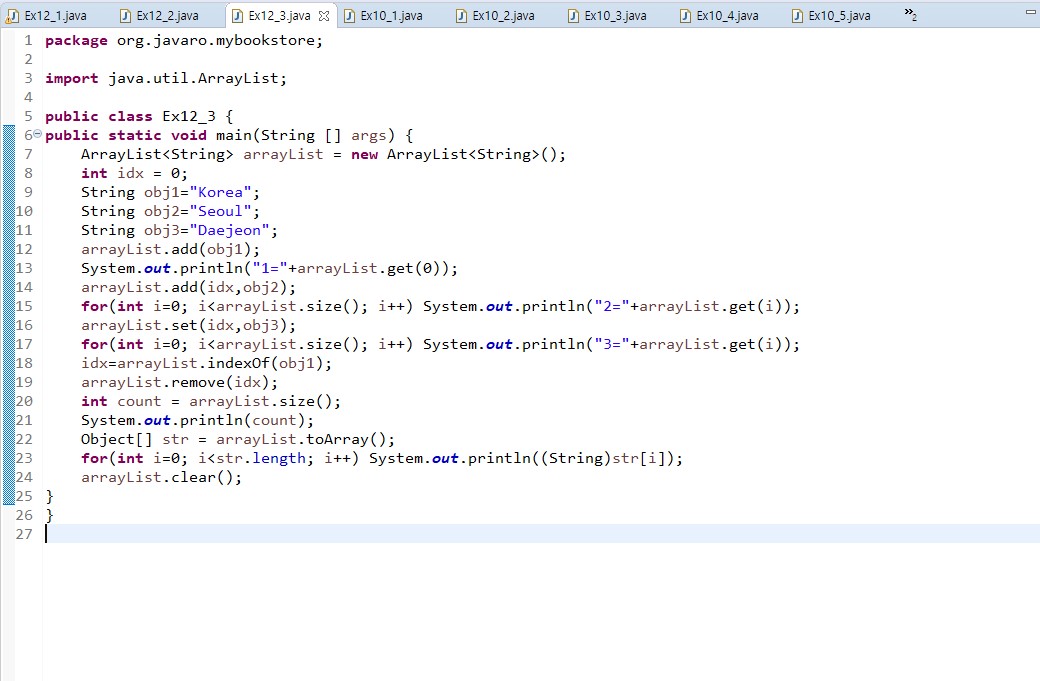 Ex12_1.java Ex12_2.java Ex12_3.java Ex10_1.java Ex10_2.java Ex10_3.java Ex10_4.java Ex10_5.java »2
1 package org.javaro.mybookstore;
2
3 import java.util.ArrayList;
4
5 public class Ex12_3 {
6 public static void main(String [] args) {
7     ArrayList<String> arrayList = new ArrayList<String>();
8     int idx = 0;
9     String obj1="Korea";
10     String obj2="Seoul";
11     String obj3="Daejeon";
12     arrayList.add(obj1);
13     System.out.println("1="+arrayList.get(0));
14     arrayList.add(idx,obj2);
15     for(int i=0; i<arrayList.size(); i++) System.out.println("2="+arrayList.get(i));
16     arrayList.set(idx,obj3);
17     for(int i=0; i<arrayList.size(); i++) System.out.println("3="+arrayList.get(i));
18     idx=arrayList.indexOf(obj1);
19     arrayList.remove(idx);
20     int count = arrayList.size();
21     System.out.println(count);
22     Object[] str = arrayList.toArray();
23     for(int i=0; i<str.length; i++) System.out.println((String)str[i]);
24     arrayList.clear();
25 }
26 }
27